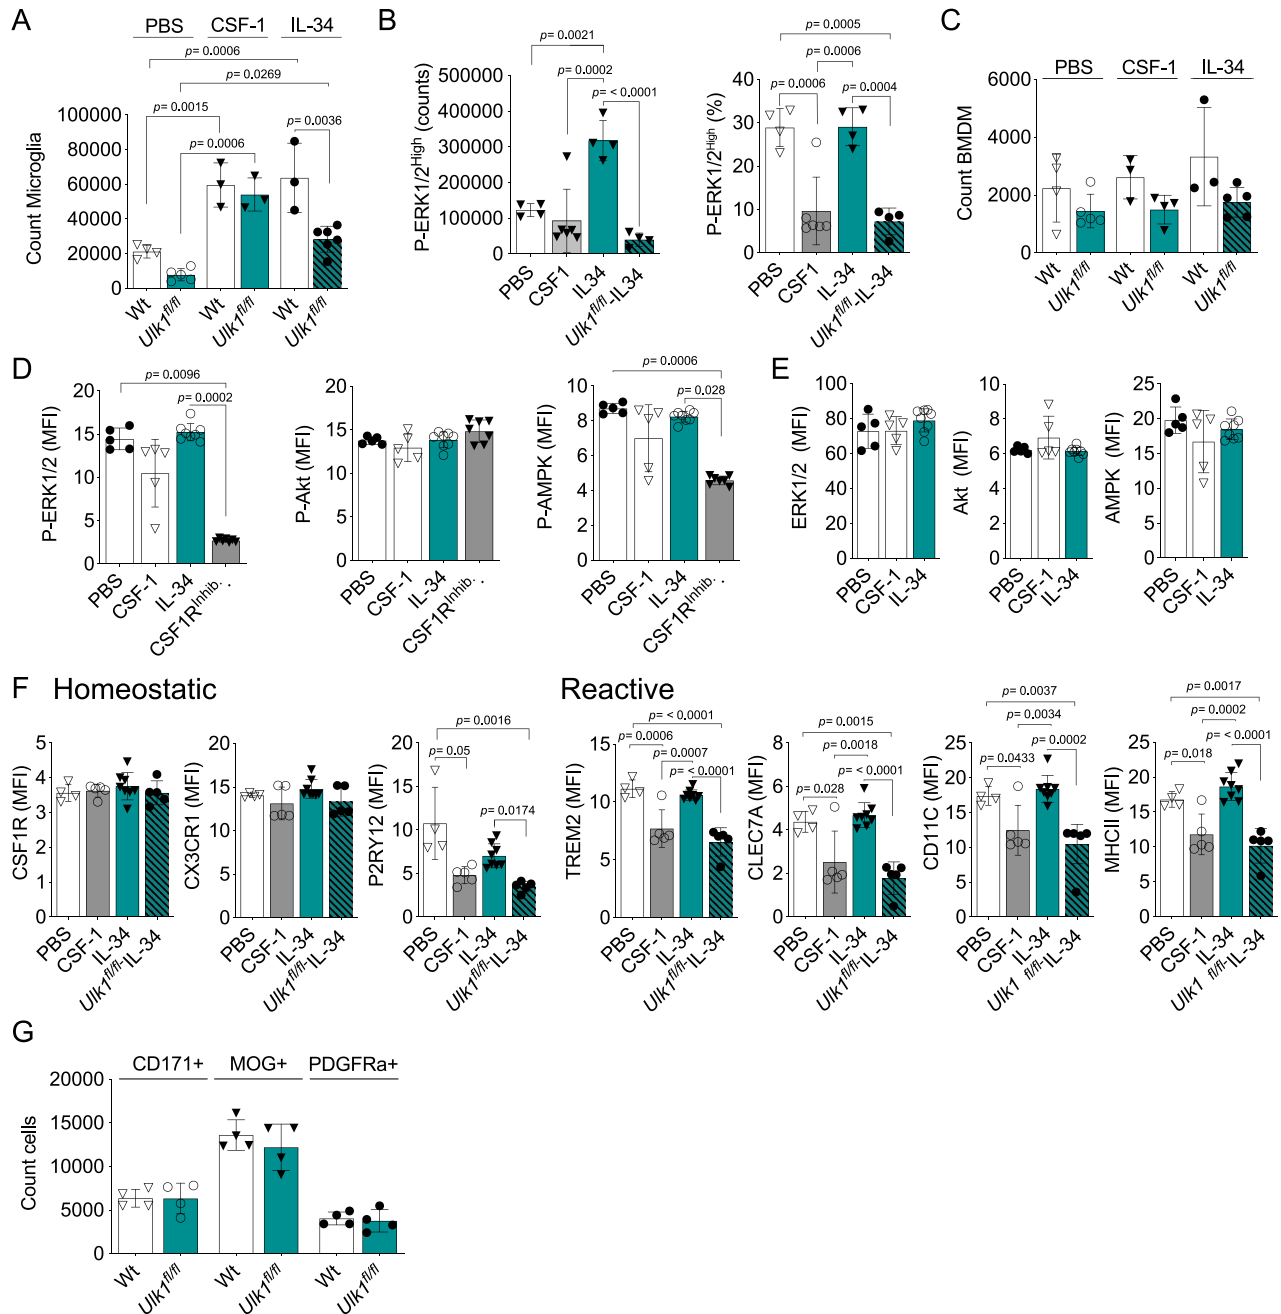 A
PBS CSF-1 IL-34
p= 0.0006
p= 0.0269
p= 0.0015
p= 0.0036
p= 0.0006
Count Microglia
100000
80000
60000
40000
20000
0
Wt Ulk1fl/fl Wt Ulk1fl/fl Wt Ulk1fl/fl
B
p= 0.0021
p= 0.0002
p= < 0.0001
P-ERK1/2High (counts)
500000
400000
300000
200000
100000
0
PBS CSF1 IL34 Ulk1fl/fl-IL34
p= 0.0005
p= 0.0006
p= 0.0006
p= 0.0004
P-ERK1/2High (%)
40
30
20
10
0
PBS CSF1 IL-34 Ulk1fl/fl-IL34
C
PBS CSF-1 IL-34
Count BMDM
6000
4000
2000
0
Wt Ulk1fl/fl Wt Ulk1fl/fl Wt Ulk1fl/fl
D
p= 0.0096
p= 0.0002
P-ERK1/2 (MFI)
20
15
10
5
0
PBS CSF-1 IL-34 CSF1RInhib.
P-Akt (MFI)
20
15
10
5
0
PBS CSF-1 IL-34 CSF1RInhib. .
p= 0.0006
p= 0.028
P-AMPK (MFI)
10
8
6
4
2
0
PBS CSF-1 IL-34 CSF1RInhib. .
E
ERK1/2 (MFI)
100
80
60
40
20
0
PBS CSF-1 IL-34
Akt (MFI)
10
8
6
4
2
0
PBS CSF-1 IL-34
AMPK (MFI)
25
20
15
10
5
0
PBS CSF-1 IL-34
F Homeostatic
CSF1R (MFI)
5
4
3
2
1
0
PBS CSF-1 IL-34 Ulk1fl/fl-IL-34
CX3CR1 (MFI)
20
15
10
5
0
PBS CSF-1 IL-34 Ulk1fl/fl-IL-34
p= 0.0016
p= 0.05
p= 0.0174
P2RY12 (MFI)
20
15
10
5
0
PBS CSF-1 IL-34 Ulk1fl/fl-IL-34
Reactive
p= < 0.0001
p= 0.0006
p= 0.0007
p= < 0.0001
TREM2 (MFI)
15
10
5
0
PBS CSF-1 IL-34 Ulk1fl/fl-IL-34
p= 0.0015
p= 0.0018
p= < 0.0001
p= 0.028
CLEC7A (MFI)
8
6
4
2
0
PBS CSF-1 IL-34 Ulk1fl/fl-IL-34
p= 0.0037
p= 0.0034
p= 0.0002
p= 0.0433
CD11C (MFI)
25
20
15
10
5
0
PBS CSF-1 IL-34 Ulk1 fl/fl-IL-34
p= 0.0017
p= 0.0002
p= < 0.0001
p= 0.018
MHCII (MFI)
25
20
15
10
5
0
PBS CSF-1 IL-34 Ulk1 fl/fl-IL-34
G
CD171+ MOG+ PDGFRa+
Count cells
20000
15000
10000
5000
0
Wt Ulk1fl/fl Wt Ulk1fl/fl Wt Ulk1fl/fl